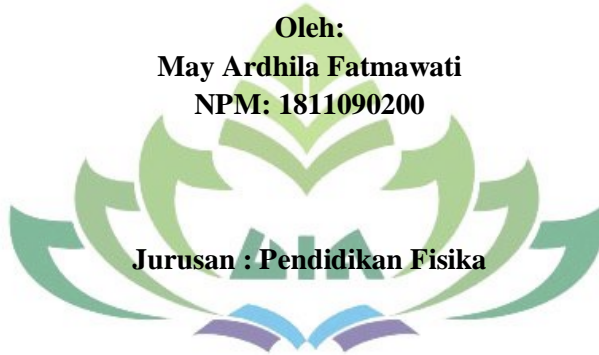 Oleh:
May Ardhila Fatmawati
NPM: 1811090200
Jurusan : Pendidikan Fisika